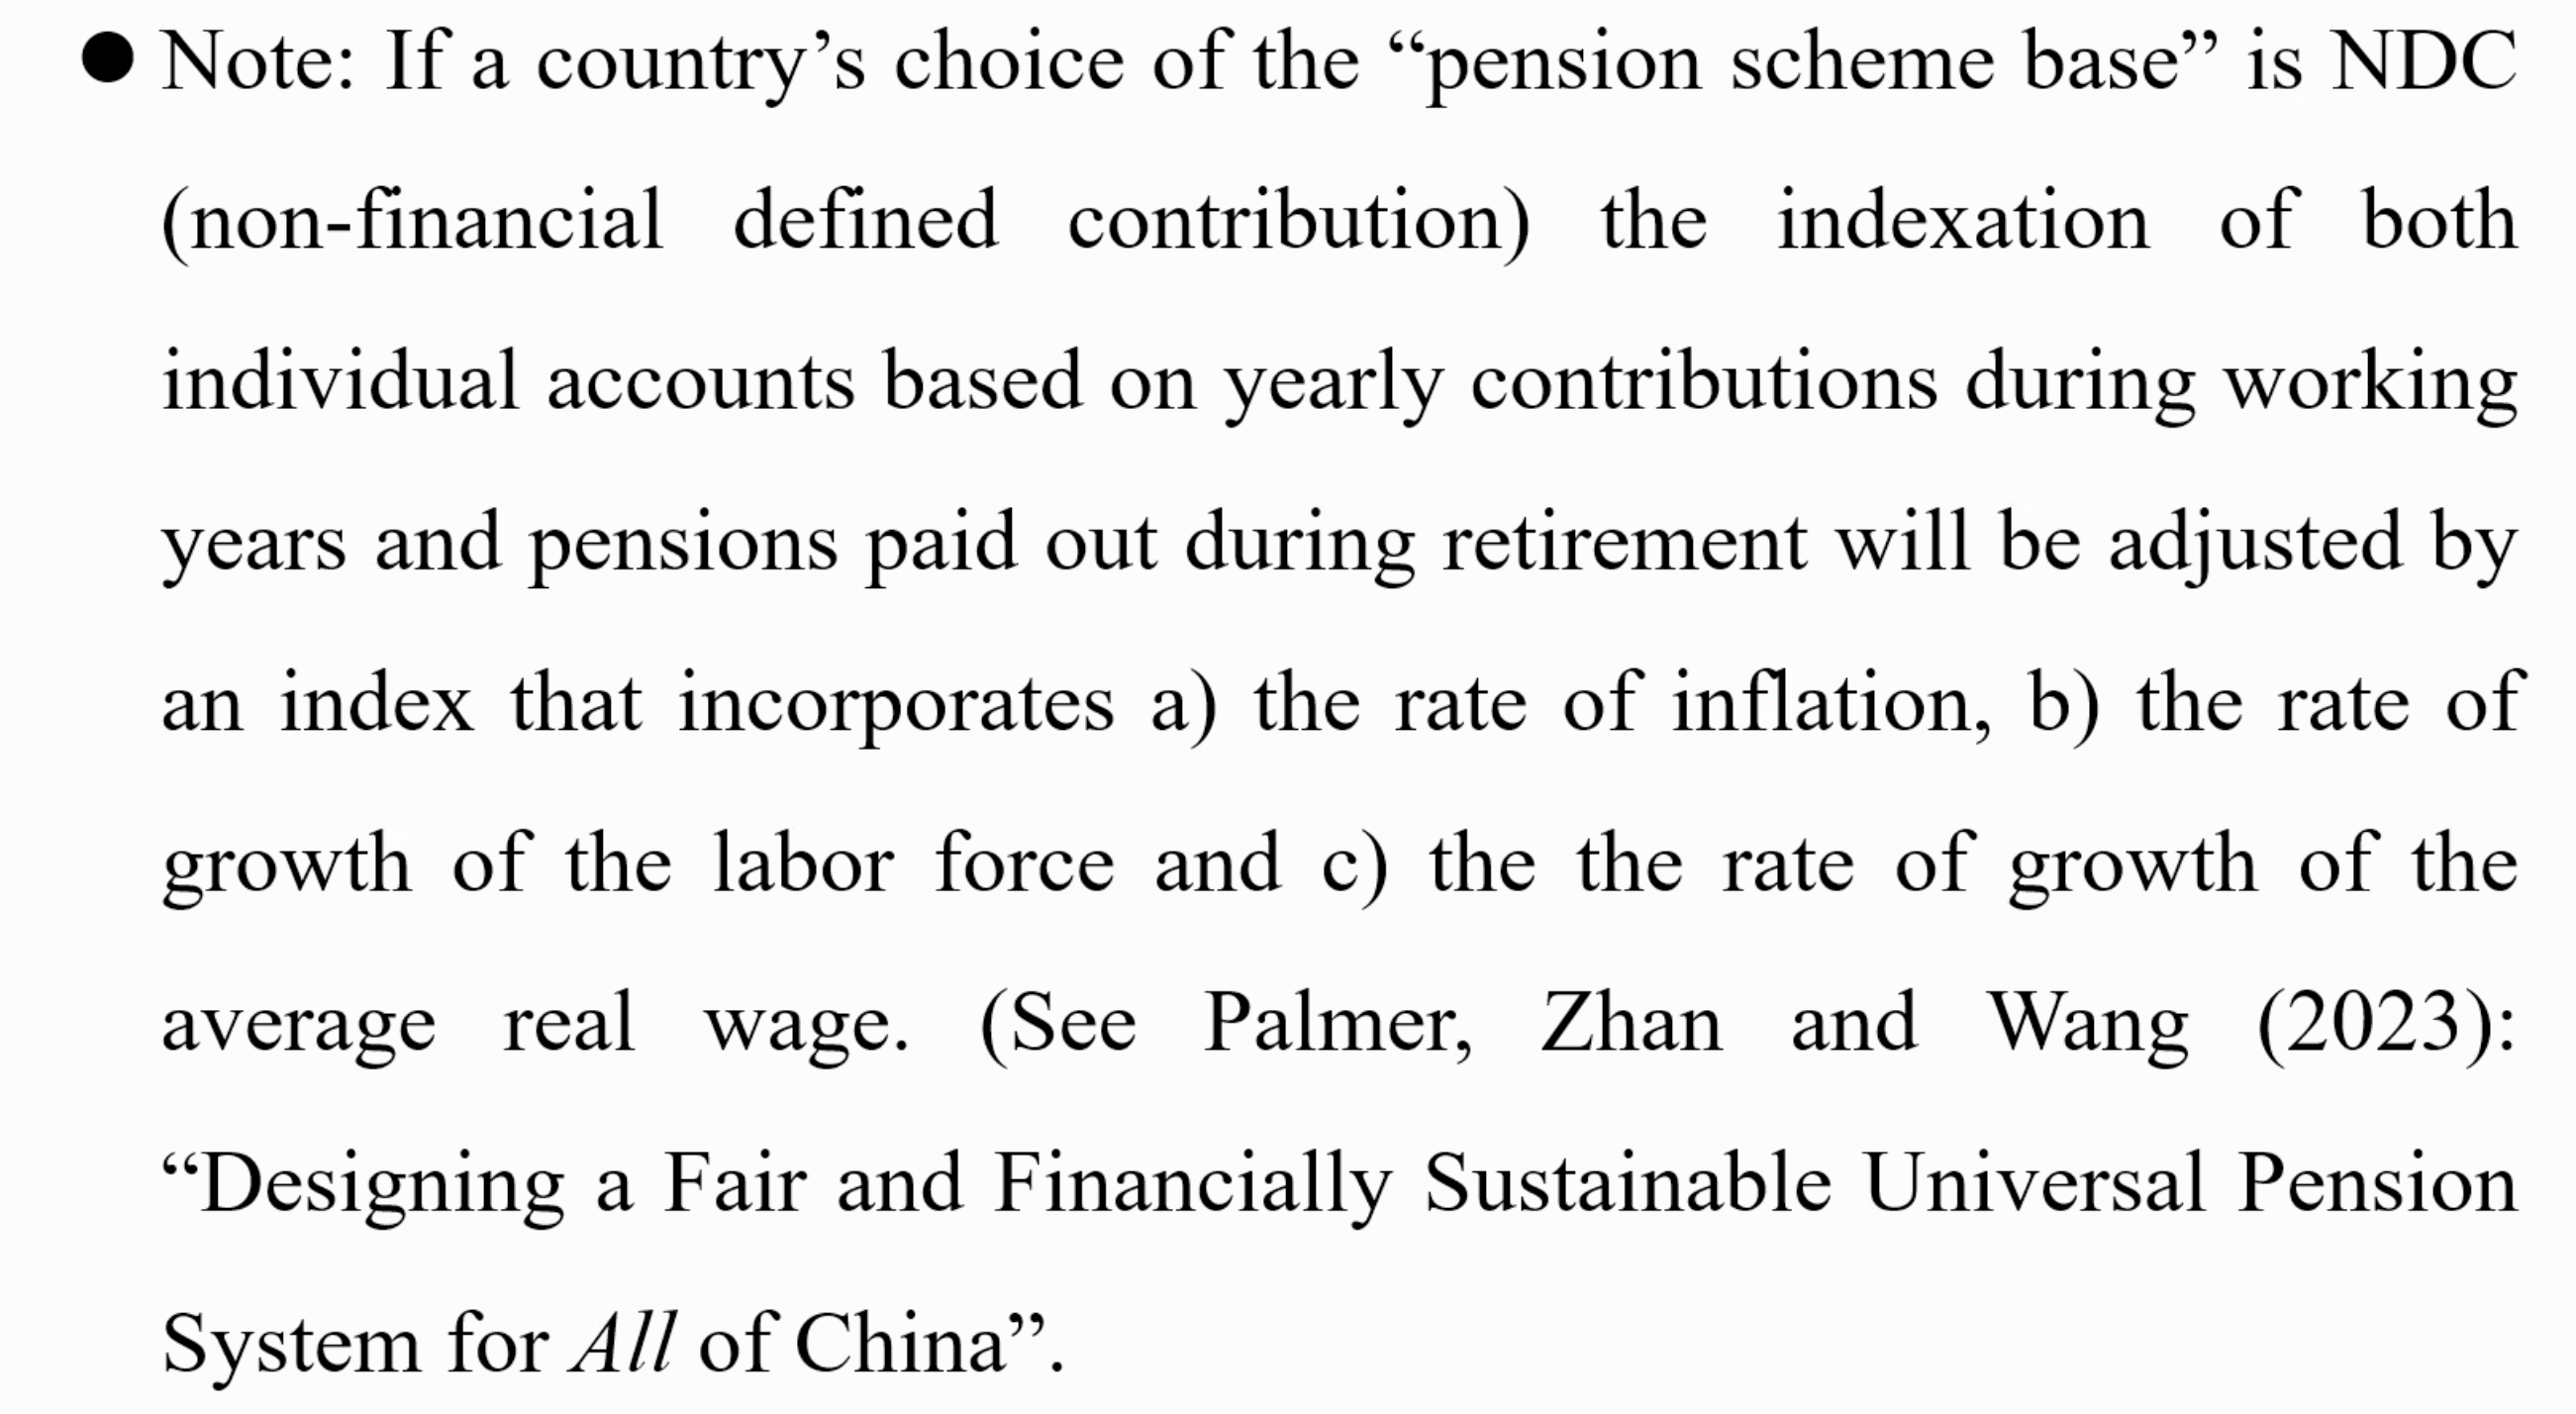 ● Note: If a country’s choice of the “pension scheme base” is NDC
(non-financial defined contribution) the indexation of both
individual accounts based on yearly contributions during working
years and pensions paid out during retirement will be adjusted by
an index that incorporates a) the rate of inflation, b) the rate of
growth of the labor force and c) the the rate of growth of the
average real wage. (See Palmer, Zhan and Wang (2023):
“Designing a Fair and Financially Sustainable Universal Pension
System for All of China”.